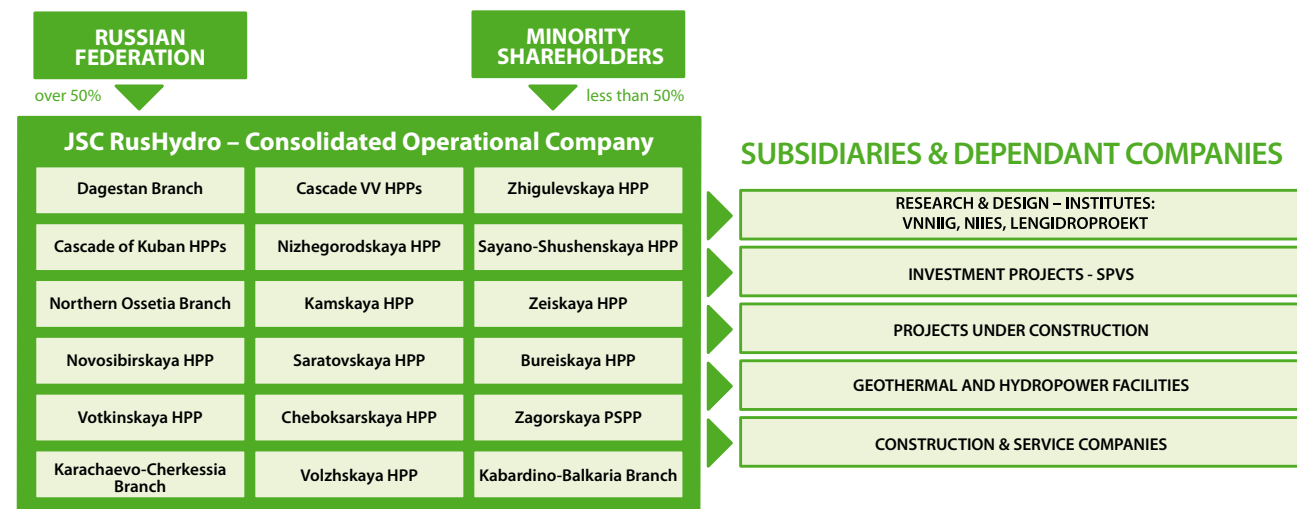 RUSSIAN
FEDERATION
MINORITY
SHAREHOLDERS
over 50%
less than 50%
JSC RusHydro – Consolidated Operational Company
Dagestan Branch
Cascade VV HPPs
Zhigulevskaya HPP
Cascade of Kuban HPPs
Nizhegorodskaya HPP
Sayano-Shushenskaya HPP
Northern Ossetia Branch
Kamskaya HPP
Zeiskaya HPP
Novosibirskaya HPP
Saratovskaya HPP
Bureiskaya HPP
Votkinskaya HPP
Cheboksarskaya HPP
Zagorskaya PSPP
Karachaevo-Cherkessia
Branch
Volzhskaya HPP
Kabardino-Balkaria Branch
SUBSIDIARIES & DEPENDANT COMPANIES
RESEARCH & DESIGN – INSTITUTES:
VNNIIG, NIIES, LENGIDROPROEKT
INVESTMENT PROJECTS - SPVS
PROJECTS UNDER CONSTRUCTION
GEOTHERMAL AND HYDROPOWER FACILITIES
CONSTRUCTION & SERVICE COMPANIES